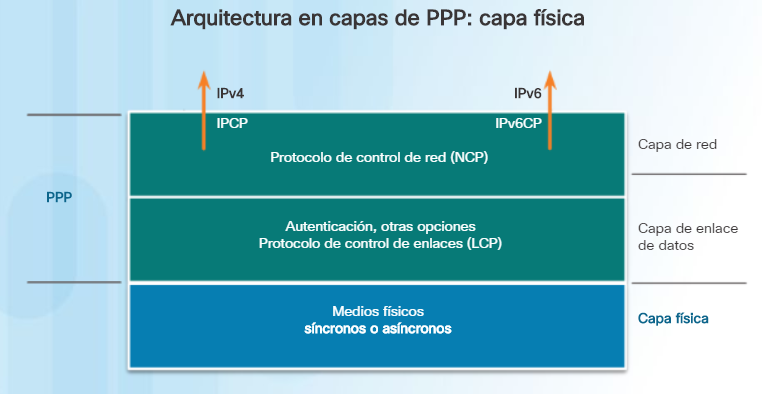 Arquitectura en capas de PPP: capa física
IPv4
IPv6
IPCP
IPv6CP
Protocolo de control de red (NCP)
Capa de red
PPP
Autenticación, otras opciones
Protocolo de control de enlaces (LCP)
Capa de enlace
de datos
Medios físicos
síncronos o asíncronos
Capa física